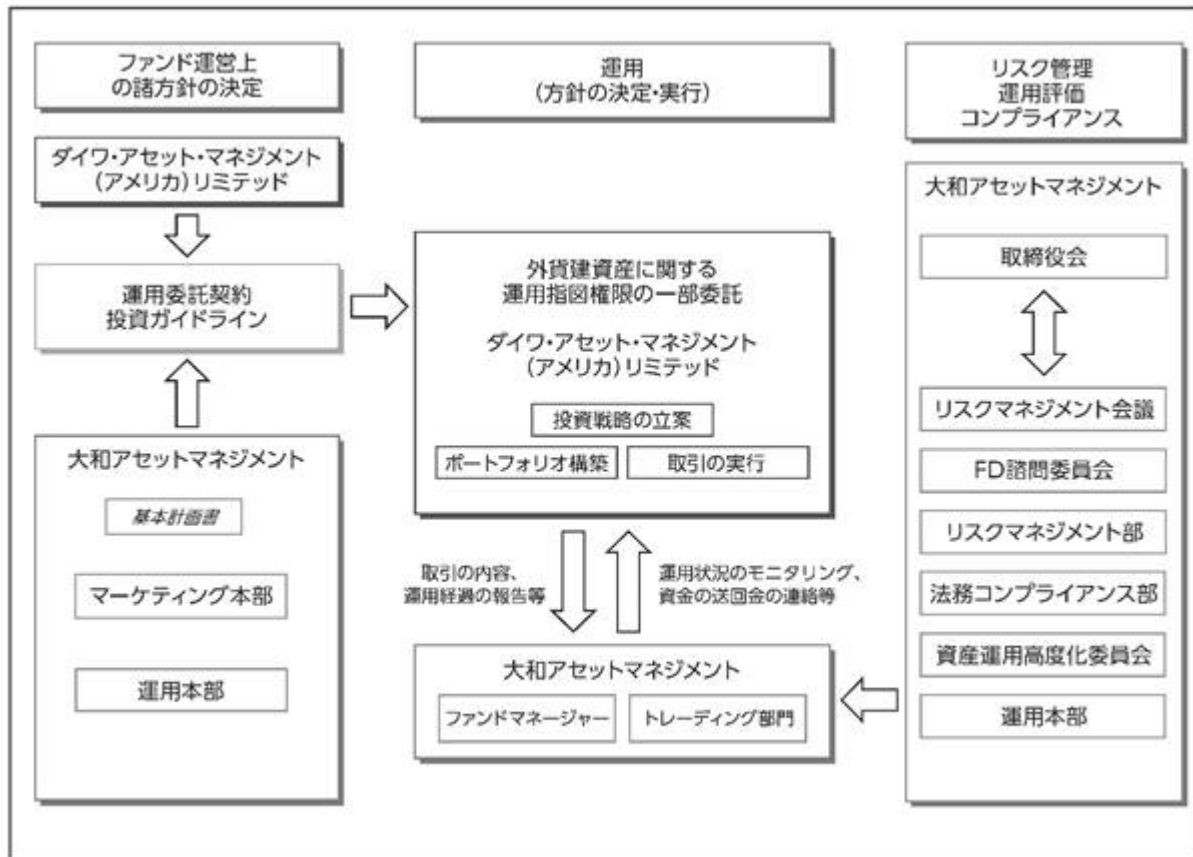 ファンド運営上
の諸方針の決定
ダイワ・アセット・マネジメント
(アメリカ)リミテッド
運用委託契約
投資ガイドライン
大和アセットマネジメント
基本計画書
マーケティング本部
運用本部
運用
(方針の決定・実行)
外貨建資産に関する
運用指図権限の一部委託
ダイワ・アセット・マネジメント
(アメリカ)リミテッド
投資戦略の立案
ポートフォリオ構築
取引の実行
取引の内容、
運用経過の報告等
運用状況のモニタリング、
資金の送回金の連絡等
大和アセットマネジメント
ファンドマネージャー
トレーディング部門
リスク管理
運用評価
コンプライアンス
大和アセットマネジメント
取締役会
リスクマネジメント会議
FD諮問委員会
リスクマネジメント部
法務コンプライアンス部
資産運用高度化委員会
運用本部